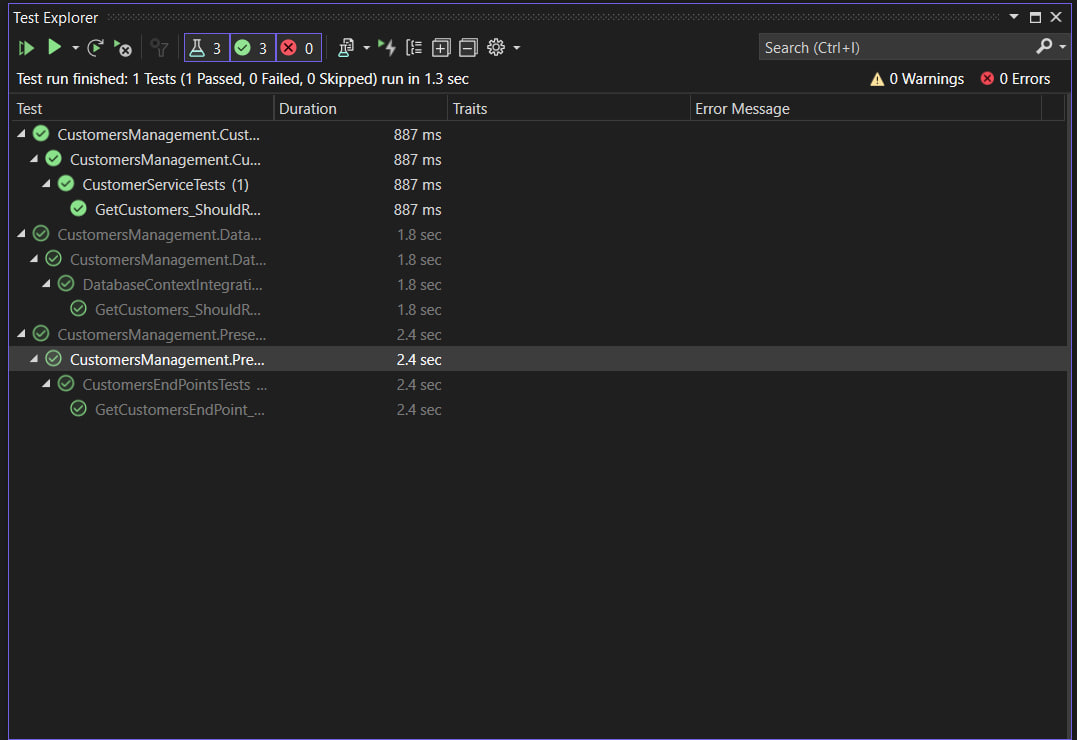 Test Explorer
3 3 0 Search (Ctrl+I)
Test run finished: 1 Tests (1 Passed, 0 Failed, 0 Skipped) run in 1.3 sec 0 Warnings 0 Errors
Test Duration Traits Error Message
CustomersManagement.Cust... 887 ms
CustomersManagement.Cu... 887 ms
CustomerServiceTests (1) 887 ms
GetCustomers_ShouldR... 887 ms
CustomersManagement.Data... 1.8 sec
CustomersManagement.Dat... 1.8 sec
DatabaseContextIntegrati... 1.8 sec
GetCustomers_ShouldR... 1.8 sec
CustomersManagement.Prese... 2.4 sec
CustomersManagement.Pre... 2.4 sec
CustomersEndPointsTests ... 2.4 sec
GetCustomersEndPoint_... 2.4 sec